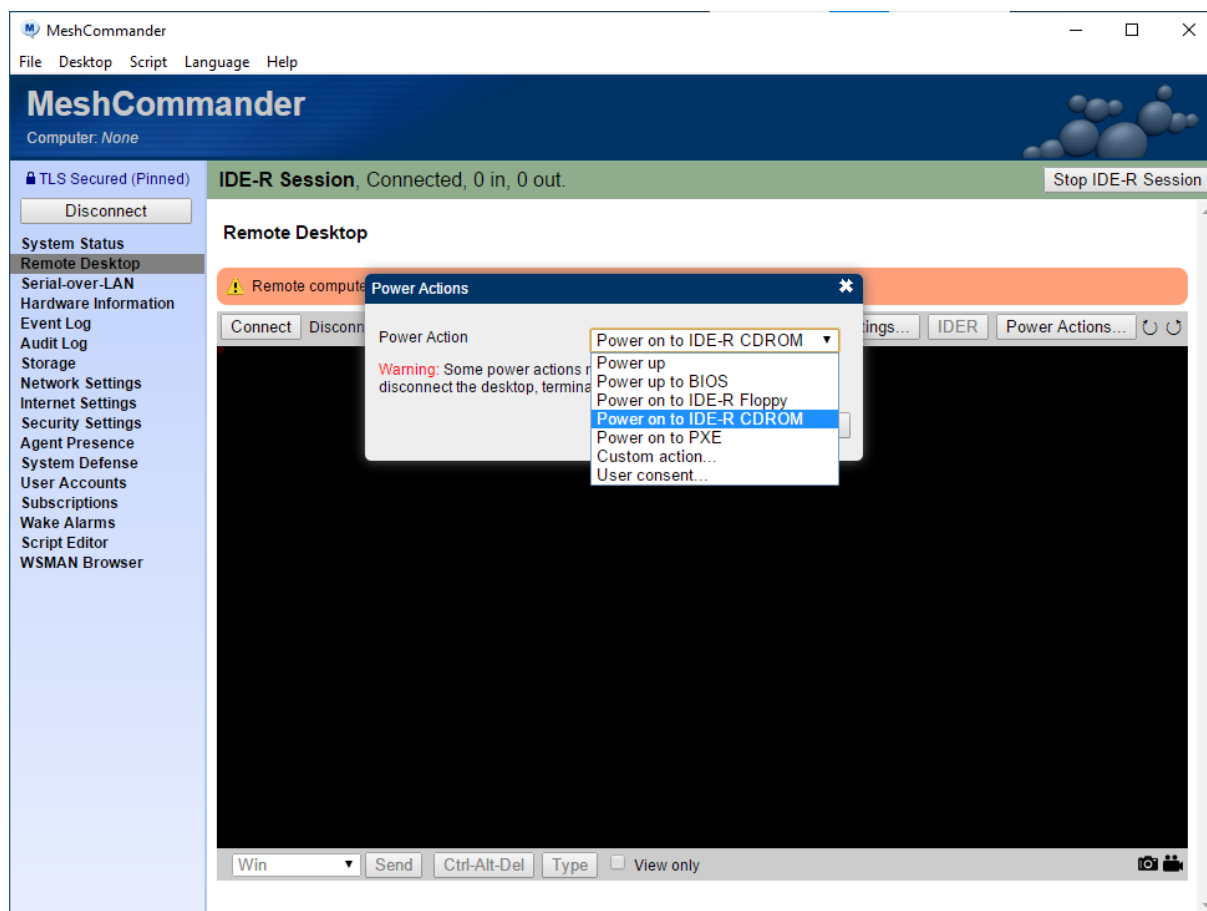 MeshCommander
File Desktop Script Language Help
MeshCommander
Computer: None
TLS Secured (Pinned)
Disconnect
System Status
Remote Desktop
Serial-over-LAN
Hardware Information
Event Log
Audit Log
Storage
Network Settings
Internet Settings
Security Settings
Agent Presence
System Defense
User Accounts
Subscriptions
Wake Alarms
Script Editor
WSMAN Browser
IDE-R Session, Connected, 0 in, 0 out.
Stop IDE-R Session
Remote Desktop
Remote compute
Connect Disconn
tings... IDER Power Actions...
Power Actions
Power Action
Power on to IDE-R CDROM
Warning: Some power actions
disconnect the desktop, termina
Power up
Power up to BIOS
Power on to IDE-R Floppy
Power on to IDE-R CDROM
Power on to PXE
Custom action...
User consent...
Win Send Ctrl-Alt-Del Type View only